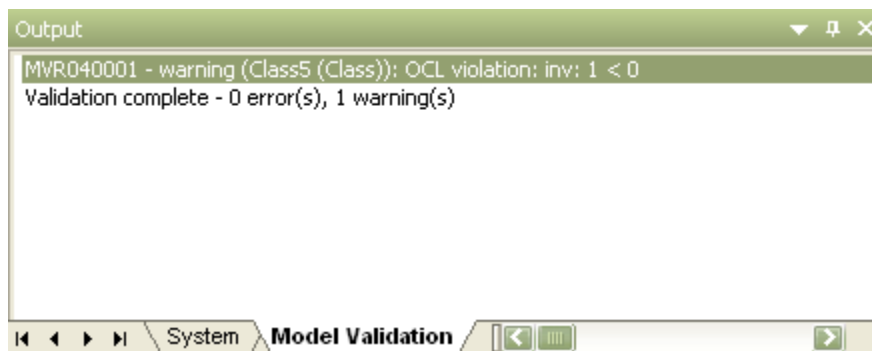 Output
MVR040001 - warning (Class5 (Class)): OCL violation: inv: 1 < 0
Validation complete - 0 error(s), 1 warning(s)
System Model Validation